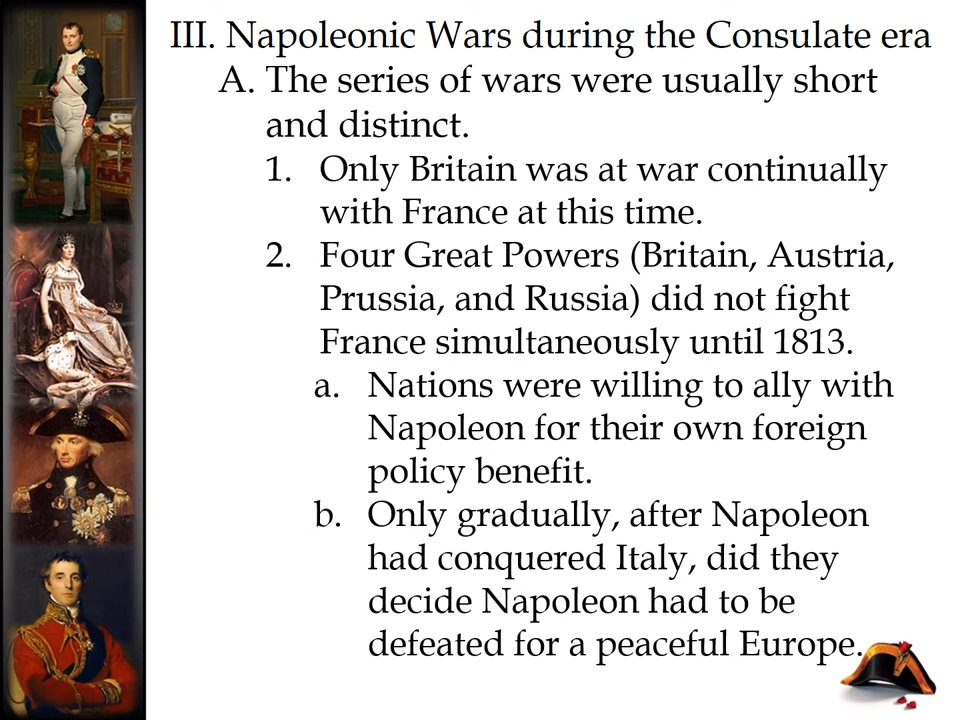 III. Napoleonic Wars during the Consulate era
A. The series of wars were usually short
and distinct.
1. Only Britain was at war continually
with France at this time.
2. Four Great Powers (Britain, Austria,
Prussia, and Russia) did not fight
France simultaneously until 1813.
a. Nations were willing to ally with
Napoleon for their own foreign
policy benefit.
b. Only gradually, after Napoleon
had conquered Italy, did they
decide Napoleon had to be
defeated for a peaceful Europe.